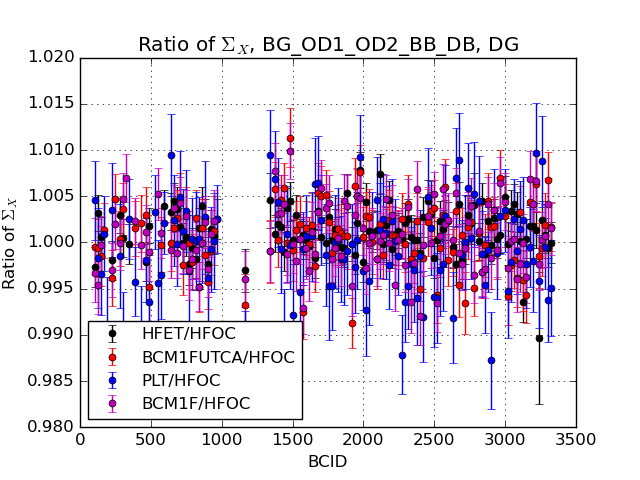 Ratio of Σ_X, BG_OD1_OD2_BB_DB, DG
Ratio of Σ_X
1.020
1.015
1.010
1.005
1.000
0.995
0.990
0.985
0.980
HFET/HFOC
BCM1FUTCA/HFOC
PLT/HFOC
BCM1F/HFOC
0 500 1000 1500 2000 2500 3000 3500
BCID